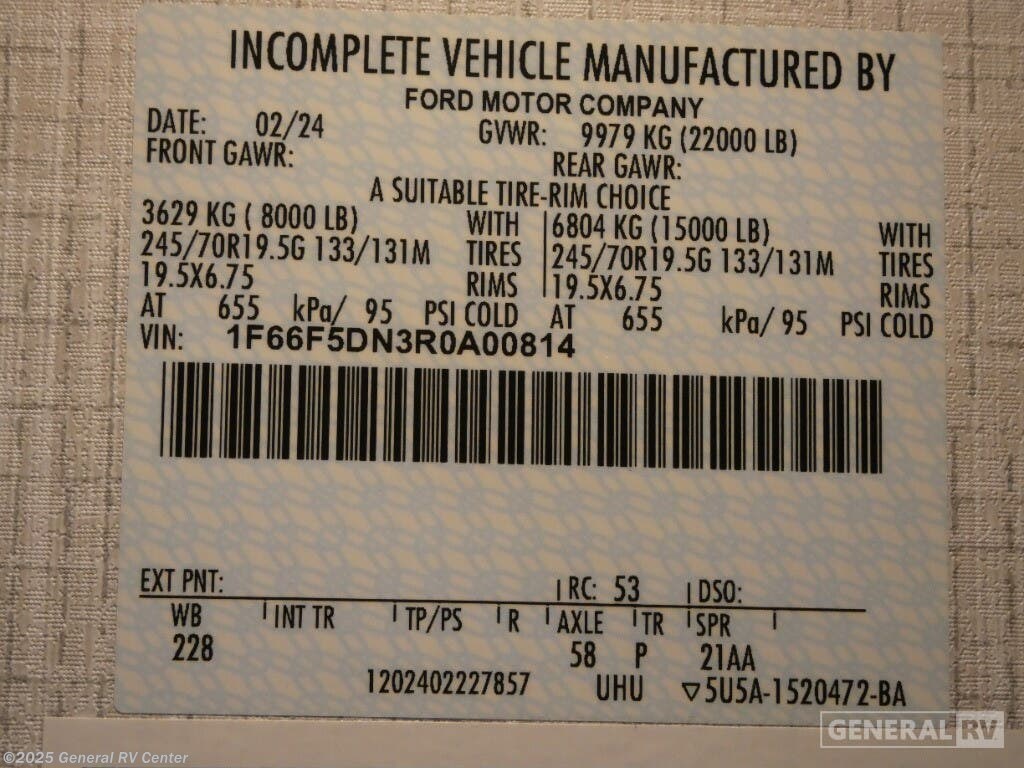 INCOMPLETE VEHICLE MANUFACTURED BY
FORD MOTOR COMPANY
DATE: 02/24 GVWR: 9979 KG (22000 LB)
FRONT GAWR: REAR GAWR:
A SUITABLE TIRE-RIM CHOICE
3629 KG ( 8000 LB) WITH 6804 KG (15000 LB) WITH
245/70R19.5G 133/131M TIRES 245/70R19.5G 133/131M TIRES
19.5X6.75 RIMS 19.5X6.75 RIMS
AT 655 kPa/ 95 PSI COLD AT 655 kPa/ 95 PSI COLD
VIN: 1F66F5DN3R0A00814
EXT PNT: RC: 53 DSO:
WB INT TR TP/PS R AXLE TR SPR
228 58 P 21AA
1202402227857 UHU ▽5U5A-1520472-BA
GENERAL RV
©2025 General RV Center